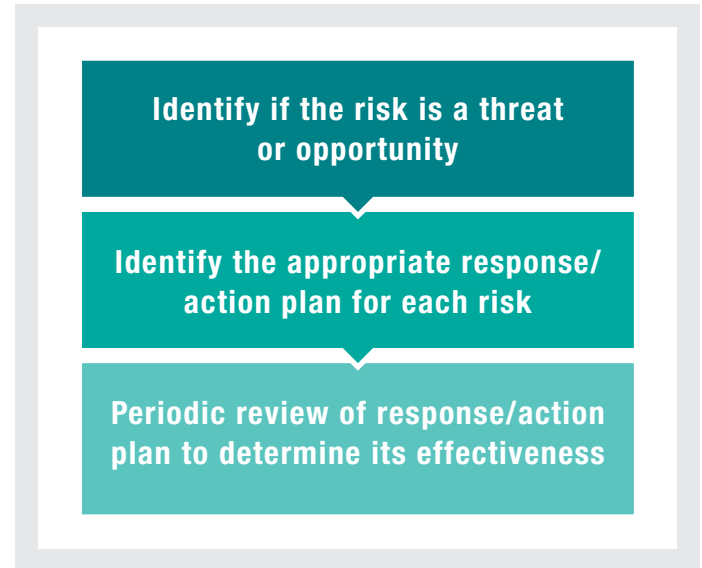 Identify if the risk is a threat
or opportunity
Identify the appropriate response/
action plan for each risk
Periodic review of response/action
plan to determine its effectiveness